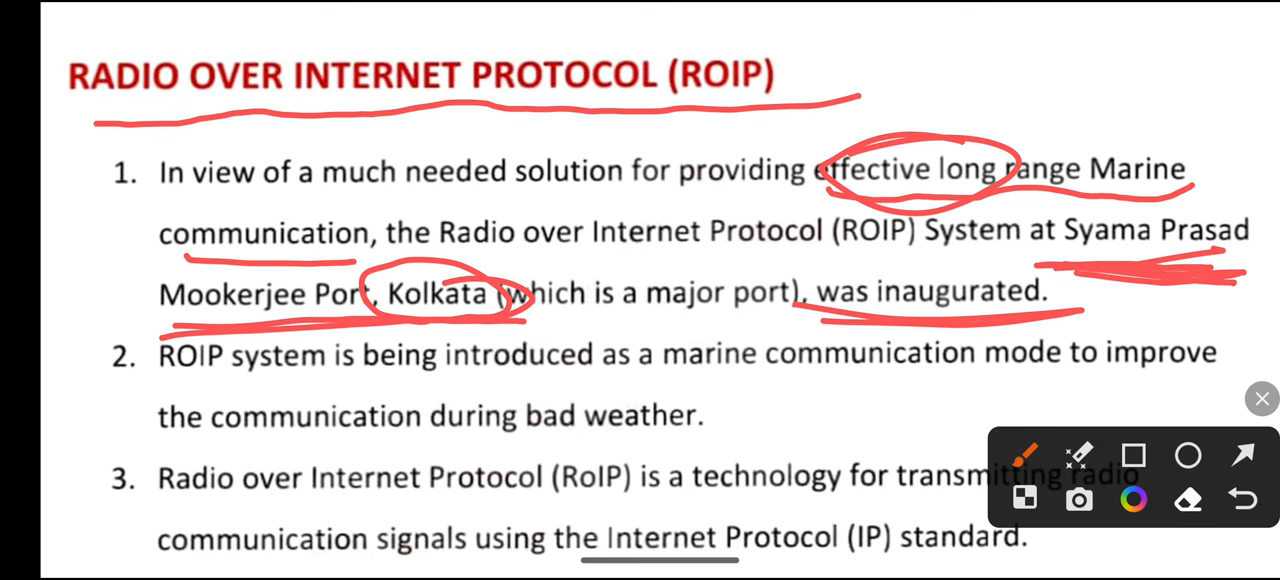 RADIO OVER INTERNET PROTOCOL (ROIP)
1. In view of a much needed solution for providing effective long range Marine
communication, the Radio over Internet Protocol (ROIP) System at Syama Prasad
Mookerjee Port, Kolkata (which is a major port), was inaugurated.
2. ROIP system is being introduced as a marine communication mode to improve
the communication during bad weather.
3. Radio over Internet Protocol (RoIP) is a technology for transmitting radio
communication signals using the Internet Protocol (IP) standard.